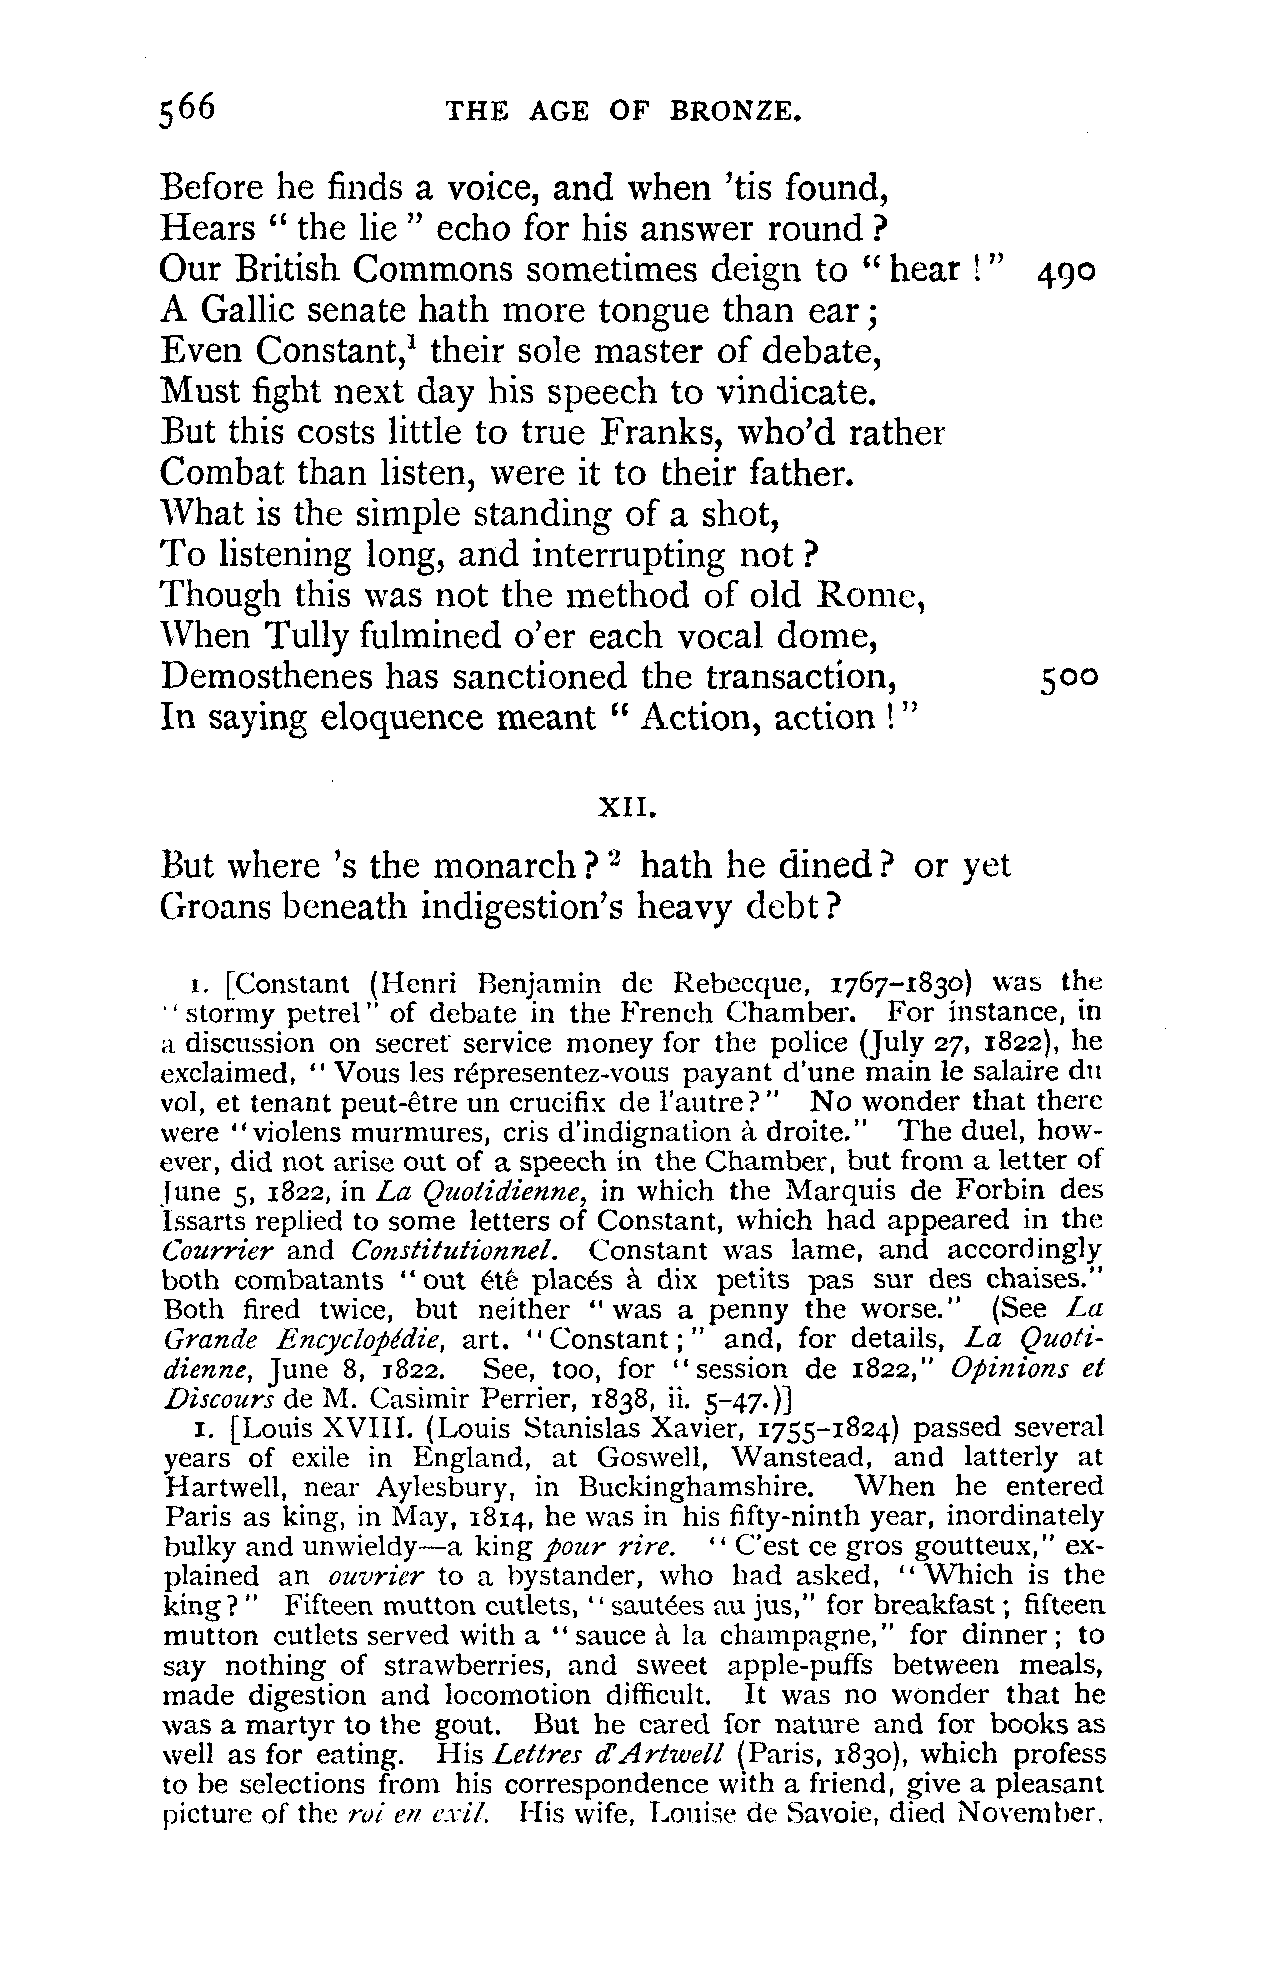 566 THE AGE OF BRONZE.
Before he finds a voice, and when 'tis found,
Hears " the lie " echo for his answer round ?
Our British Commons sometimes deign to " hear ! " 490
A Gallic senate hath more tongue than ear ;
Even Constant,¹ their sole master of debate,
Must fight next day his speech to vindicate.
But this costs little to true Franks, who'd rather
Combat than listen, were it to their father.
What is the simple standing of a shot,
To listening long, and interrupting not ?
Though this was not the method of old Rome,
When Tully fulmined o'er each vocal dome,
Demosthenes has sanctioned the transaction, 500
In saying eloquence meant " Action, action ! "
XII.
But where 's the monarch ? ² hath he dined ? or yet
Groans beneath indigestion's heavy debt ?
1. [Constant (Henri Benjamin de Rebecque, 1767–1830) was the
"stormy petrel" of debate in the French Chamber. For instance, in
a discussion on secret service money for the police (July 27, 1822), he
exclaimed, "Vous les répresentez-vous payant d'une main le salaire du
vol, et tenant peut-être un crucifix de l'autre?" No wonder that there
were "violens murmures, cris d'indignation à droite." The duel, how-
ever, did not arise out of a speech in the Chamber, but from a letter of
June 5, 1822, in La Quotidienne, in which the Marquis de Forbin des
Issarts replied to some letters of Constant, which had appeared in the
Courrier and Constitutionnel. Constant was lame, and accordingly
both combatants "out été placés à dix petits pas sur des chaises."
Both fired twice, but neither "was a penny the worse." (See La
Grande Encyclopédie, art. "Constant ;" and, for details, La Quoti-
dienne, June 8, 1822. See, too, for "session de 1822," Opinions et
Discours de M. Casimir Perrier, 1838, ii. 5–47.)]
1. [Louis XVIII. (Louis Stanislas Xavier, 1755–1824) passed several
years of exile in England, at Goswell, Wanstead, and latterly at
Hartwell, near Aylesbury, in Buckinghamshire. When he entered
Paris as king, in May, 1814, he was in his fifty-ninth year, inordinately
bulky and unwieldy—a king pour rire. "C'est ce gros goutteux," ex-
plained an ouvrier to a bystander, who had asked, "Which is the
king?" Fifteen mutton cutlets, "sautées au jus," for breakfast ; fifteen
mutton cutlets served with a "sauce à la champagne," for dinner ; to
say nothing of strawberries, and sweet apple-puffs between meals,
made digestion and locomotion difficult. It was no wonder that he
was a martyr to the gout. But he cared for nature and for books as
well as for eating. His Lettres d'Artwell (Paris, 1830), which profess
to be selections from his correspondence with a friend, give a pleasant
picture of the roi en exil. His wife, Louise de Savoie, died November,